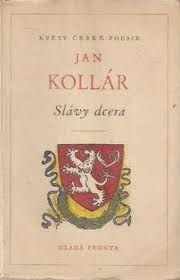 KVĚTY ČESKÉ POESIE
JAN
KOLLÁR
Slávy dcera
MLADÁ FRONTA